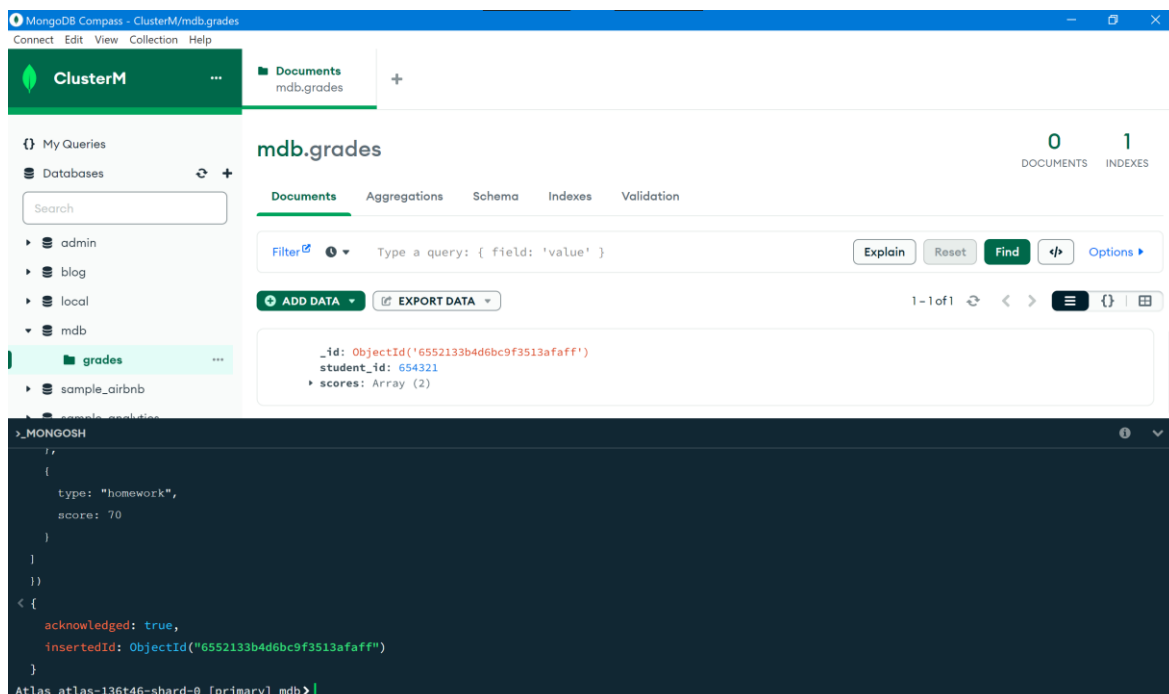 MongoDB Compass - ClusterM/mdb.grades
Connect Edit View Collection Help
ClusterM
Documents
mdb.grades
{} My Queries
Databases
Search
admin
blog
local
mdb
grades
sample_airbnb
sample_analytics
mdb.grades
0
DOCUMENTS
1
INDEXES
Documents Aggregations Schema Indexes Validation
Filter Type a query: { field: 'value' } Explain Reset Find </> Options
ADD DATA EXPORT DATA 1-1 of 1 {}
_id: ObjectId('6552133b4d6bc9f3513afaff')
student_id: 654321
scores: Array (2)
>_MONGOSH
},
{
type: "homework",
score: 70
}
]
})
< {
acknowledged: true,
insertedId: ObjectId("6552133b4d6bc9f3513afaff")
}
Atlas atlas-136t46-shard-0 [primary] mdb>